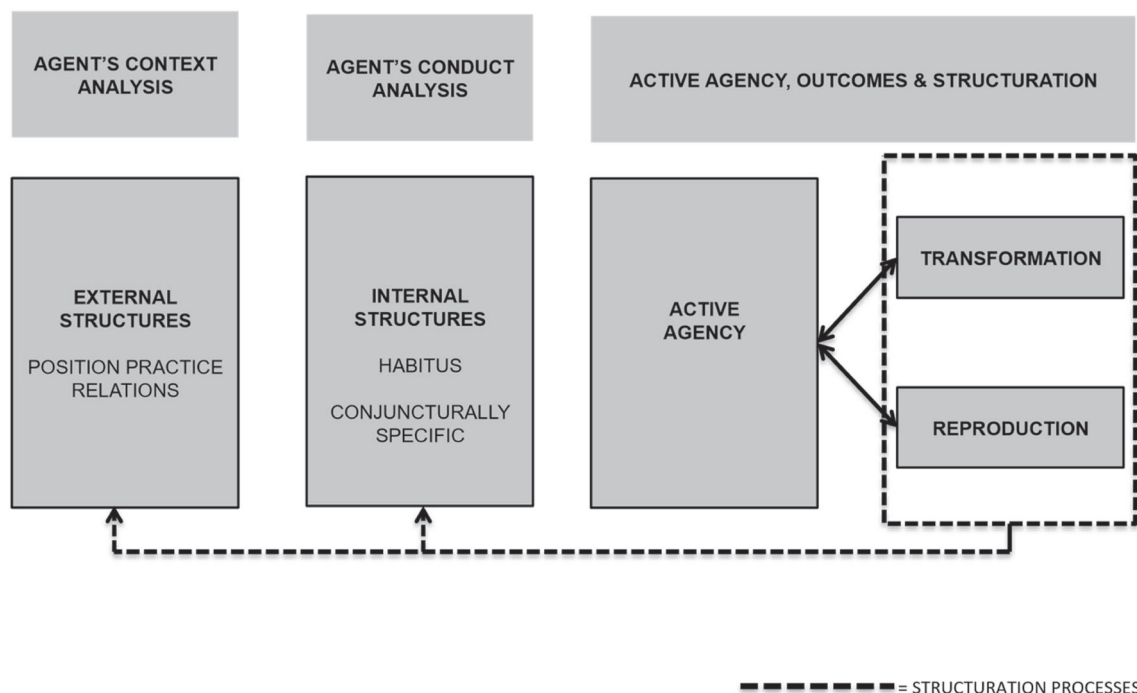 AGENT'S CONTEXT
ANALYSIS
AGENT'S CONDUCT
ANALYSIS
ACTIVE AGENCY, OUTCOMES & STRUCTURATION
EXTERNAL
STRUCTURES
POSITION PRACTICE
RELATIONS
INTERNAL
STRUCTURES
HABITUS
CONJUNCTURALLY
SPECIFIC
ACTIVE
AGENCY
TRANSFORMATION
REPRODUCTION
= STRUCTURATION PROCESSES